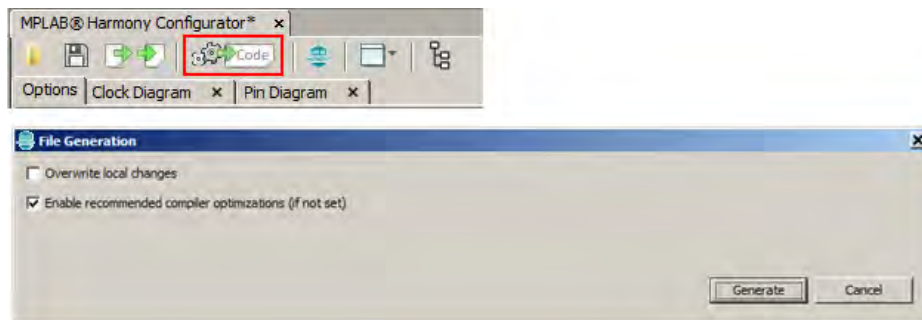 MPLAB® Harmony Configurator* ×
Code
Options Clock Diagram × Pin Diagram ×
File Generation
Overwrite local changes
Enable recommended compiler optimizations (if not set)
Generate Cancel